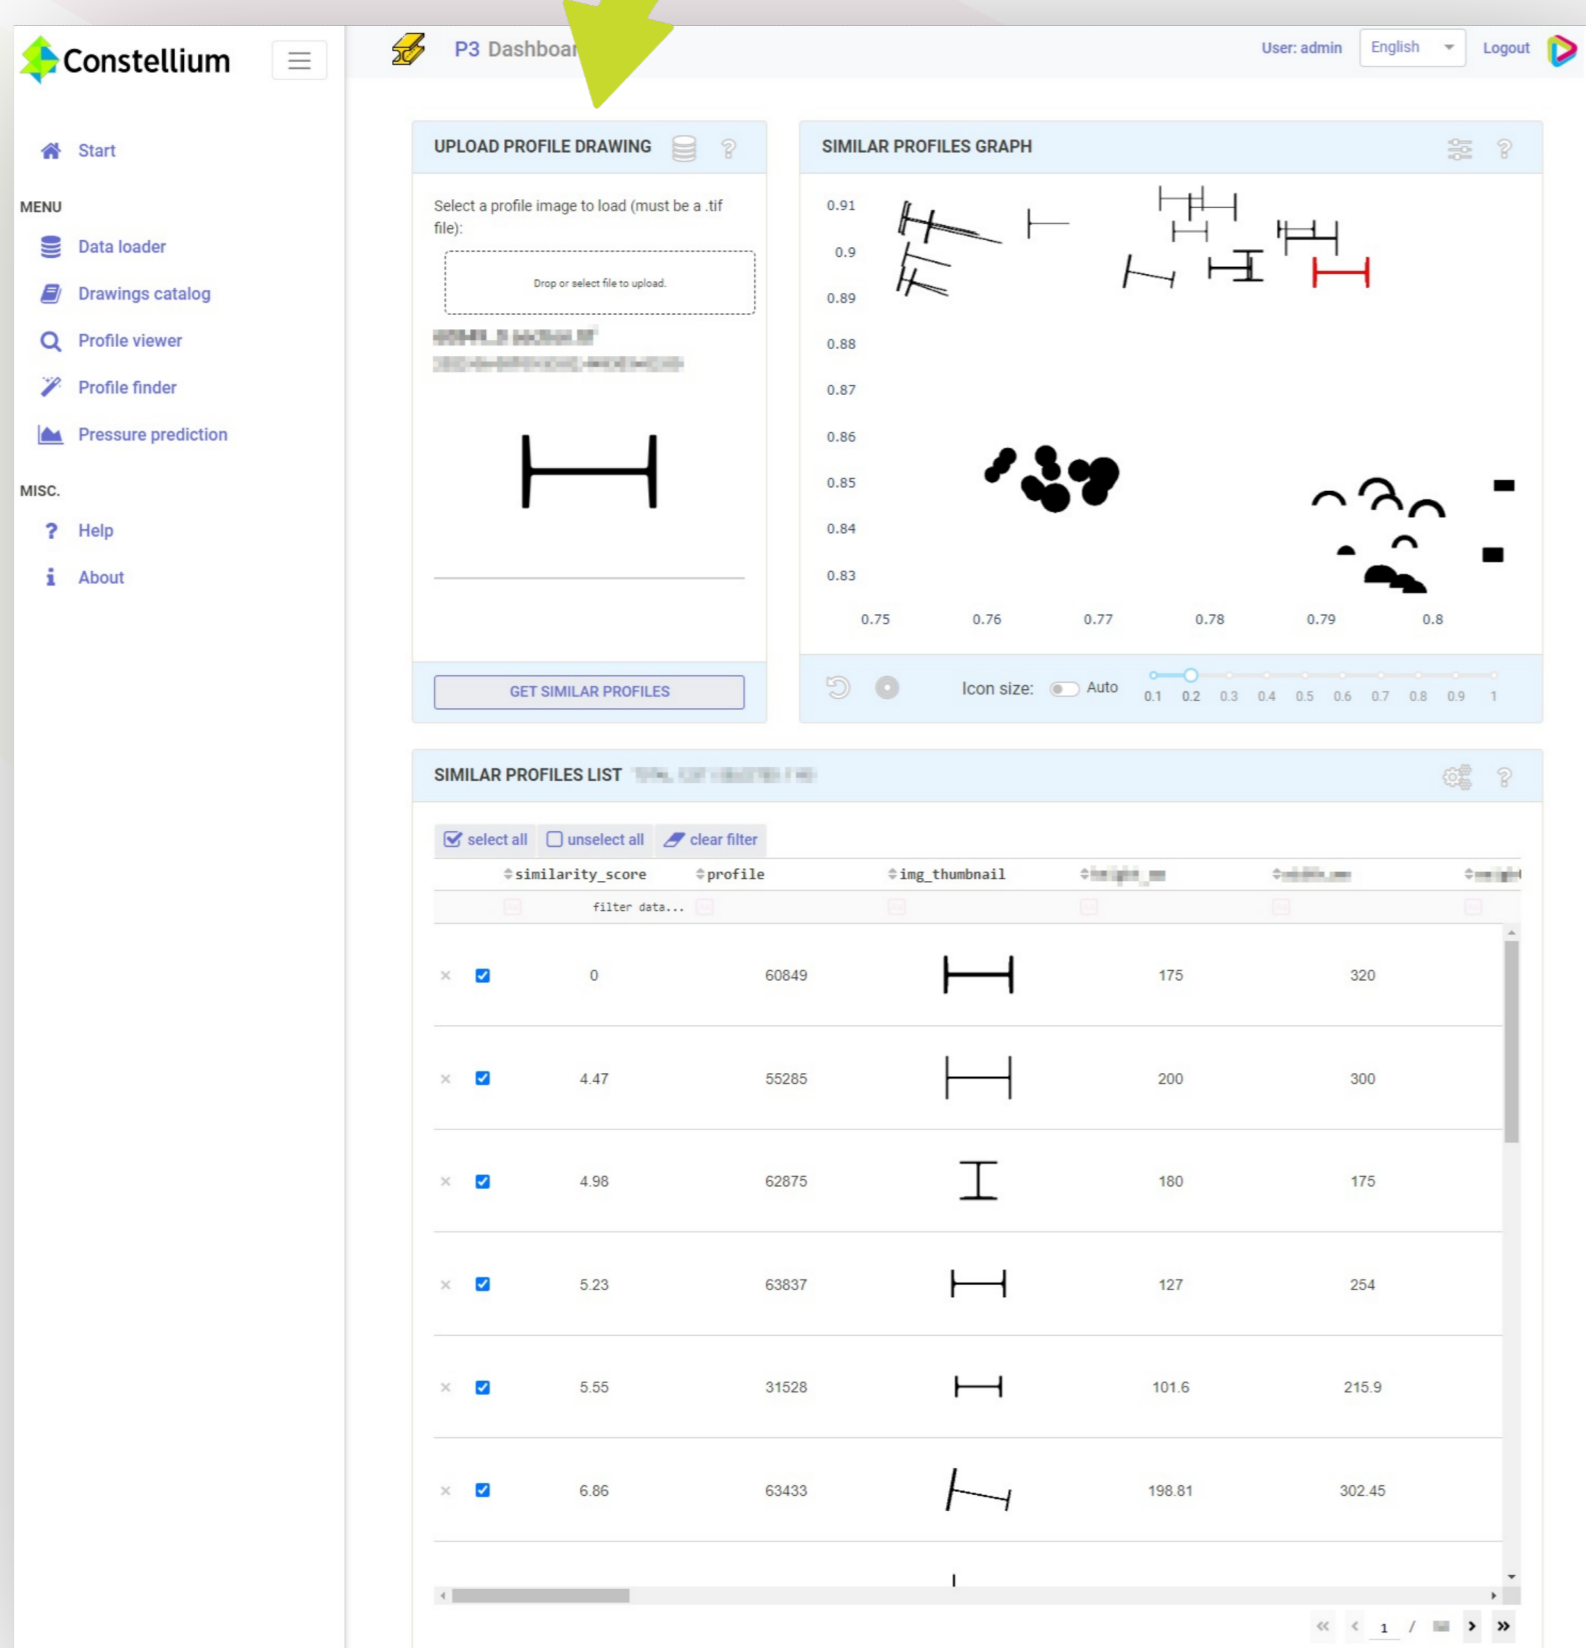 Constellium
P3 Dashboar
User: admin
English
Logout
Start
MENU
Data loader
Drawings catalog
Profile viewer
Profile finder
Pressure prediction
MISC.
? Help
i About
UPLOAD PROFILE DRAWING ?
Select a profile image to load (must be a .tif
file):
Drop or select file to upload.
GET SIMILAR PROFILES
SIMILAR PROFILES GRAPH ?
0.91
0.9
0.89
0.88
0.87
0.86
0.85
0.84
0.83
0.75 0.76 0.77 0.78 0.79 0.8
Icon size: Auto
0.1 0.2 0.3 0.4 0.5 0.6 0.7 0.8 0.9 1
SIMILAR PROFILES LIST ?
select all unselect all clear filter
similarity_score profile img_thumbnail
filter data...
× 0 60849 175 320
× 4.47 55285 200 300
× 4.98 62875 180 175
× 5.23 63837 127 254
× 5.55 31528 101.6 215.9
× 6.86 63433 198.81 302.45
« < 1 / > »